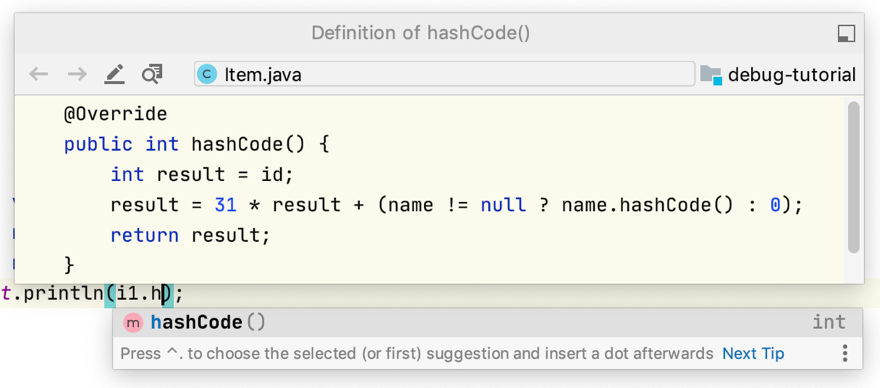 Definition of hashCode()
Item.java debug-tutorial
@Override
public int hashCode() {
int result = id;
result = 31 * result + (name != null ? name.hashCode() : 0);
return result;
}
t.println(i1.h);
hashCode() int
Press ^. to choose the selected (or first) suggestion and insert a dot afterwards Next Tip